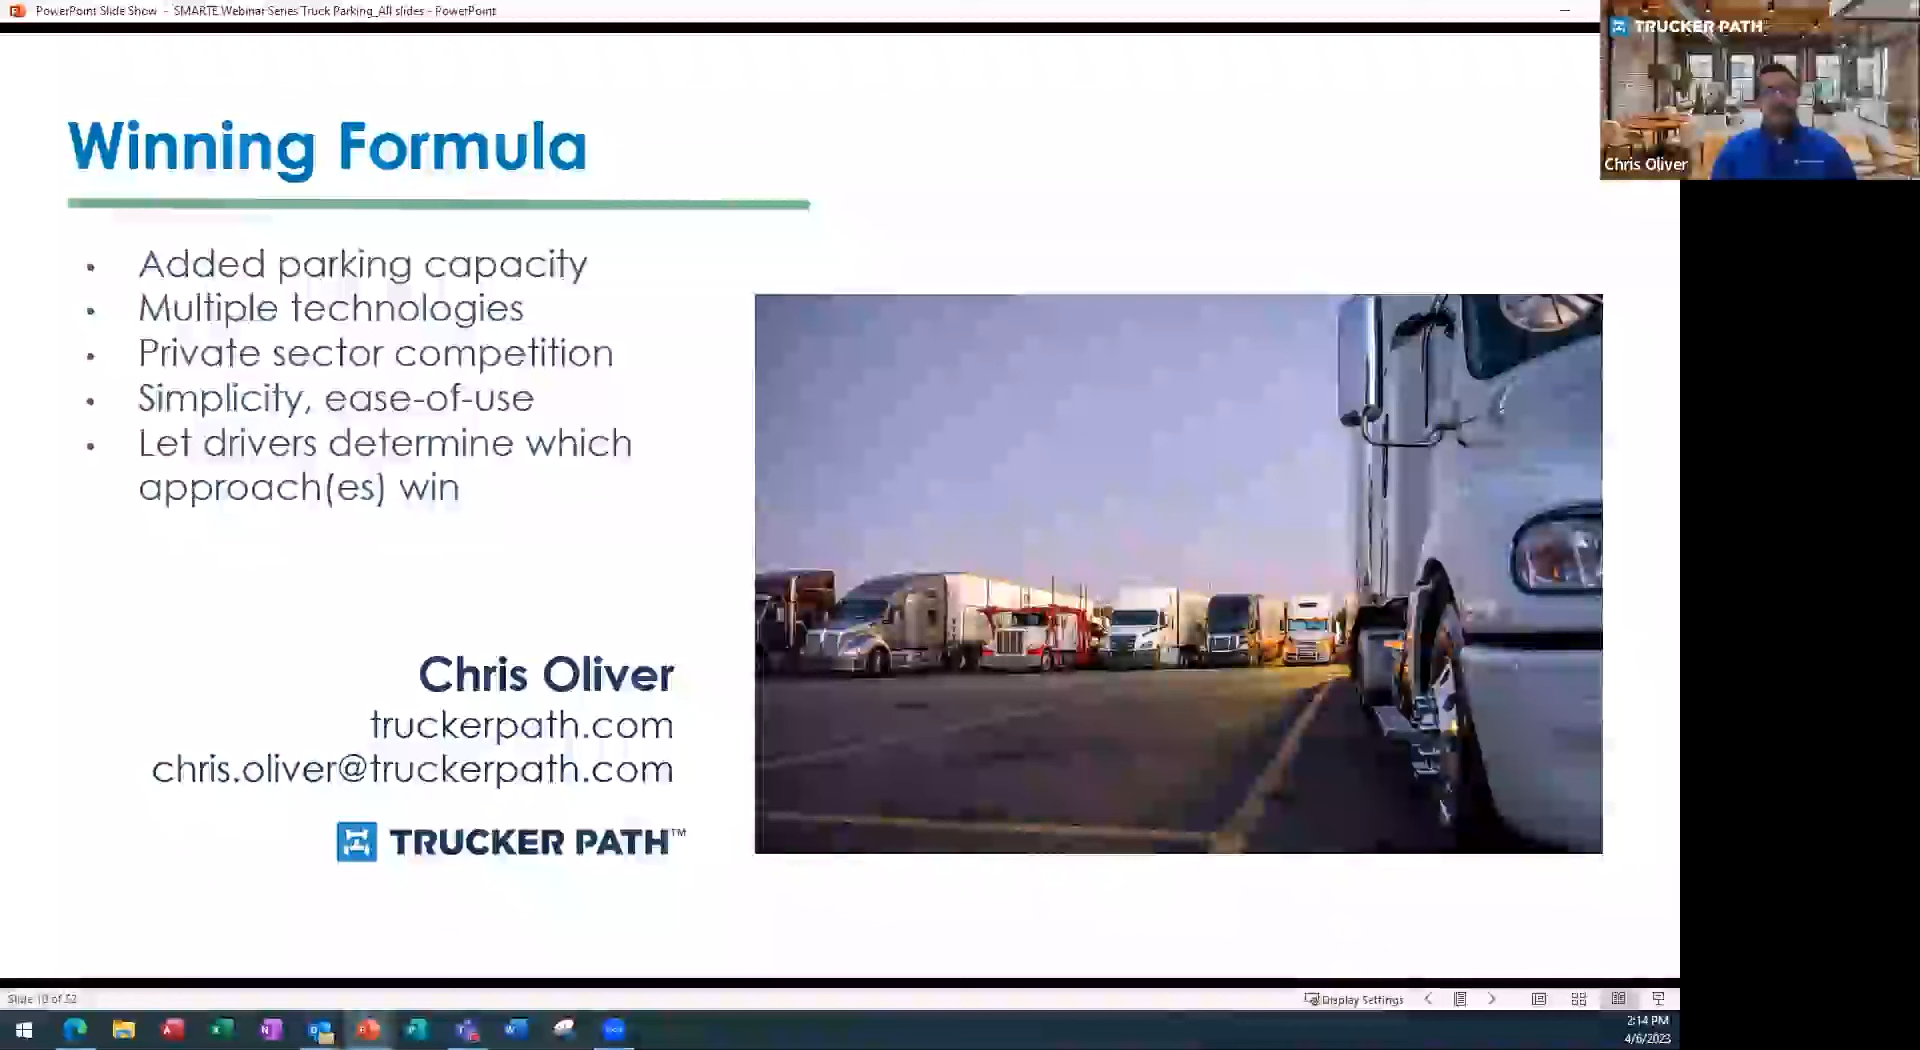 PowerPoint Slide Show - SMARTE Webinar Series Truck Parking_All slides - PowerPoint
TRUCKER PATH
Chris Oliver
Winning Formula
• Added parking capacity
• Multiple technologies
• Private sector competition
• Simplicity, ease-of-use
• Let drivers determine which
approach(es) win
Chris Oliver
truckerpath.com
chris.oliver@truckerpath.com
TRUCKER PATH™
Slide 10 of 52
Display Settings
2:14 PM
4/6/2023